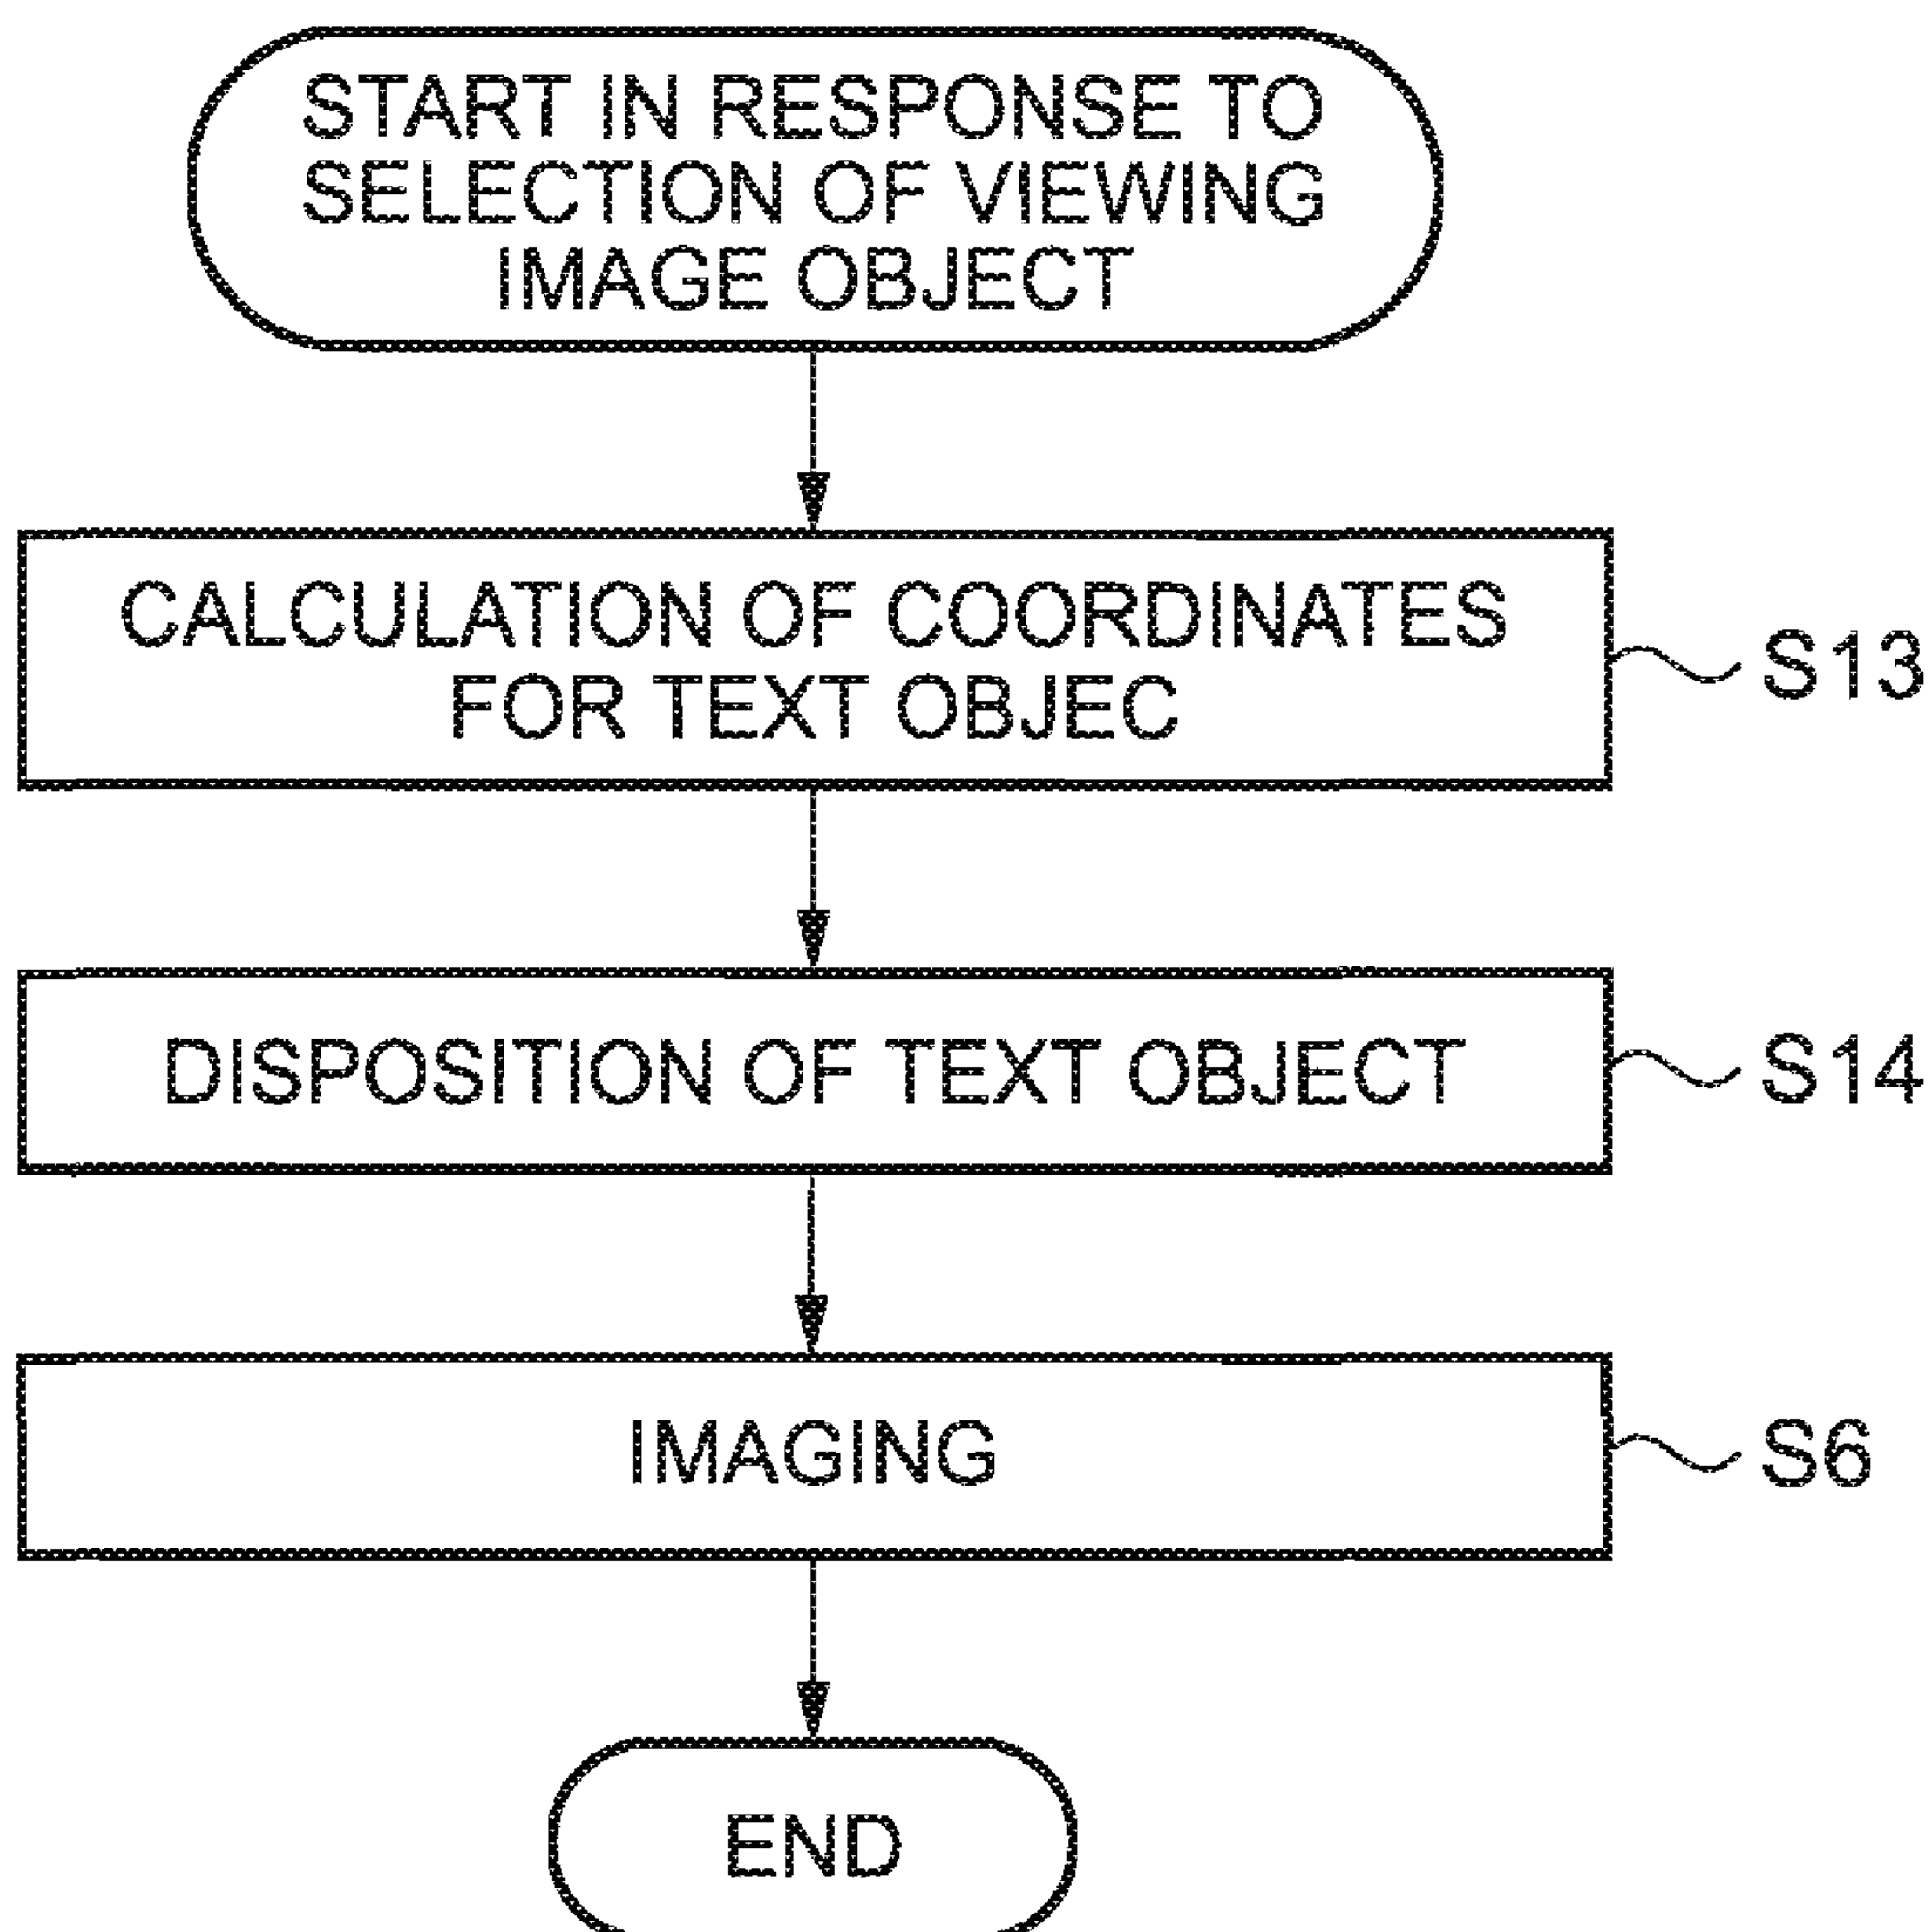 START IN RESPONSE TO
SELECTION OF VIEWING
IMAGE OBJECT
CALCULATION OF COORDINATES
FOR TEXT OBJEC
S13
DISPOSITION OF TEXT OBJECT
S14
IMAGING
S6
END